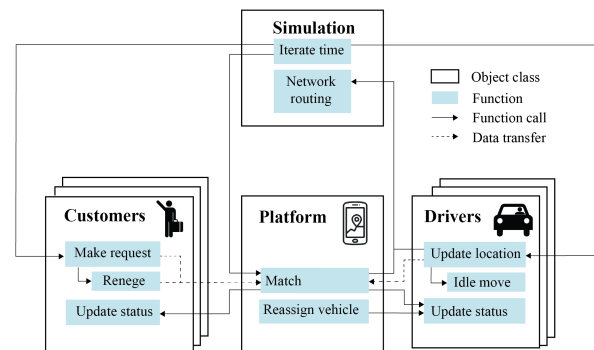 Simulation
Iterate time
Network
routing
Object class
Function
Function call
Data transfer
Customers
Make request
Renege
Update status
Platform
Match
Reassign vehicle
Drivers
Update location
Idle move
Update status